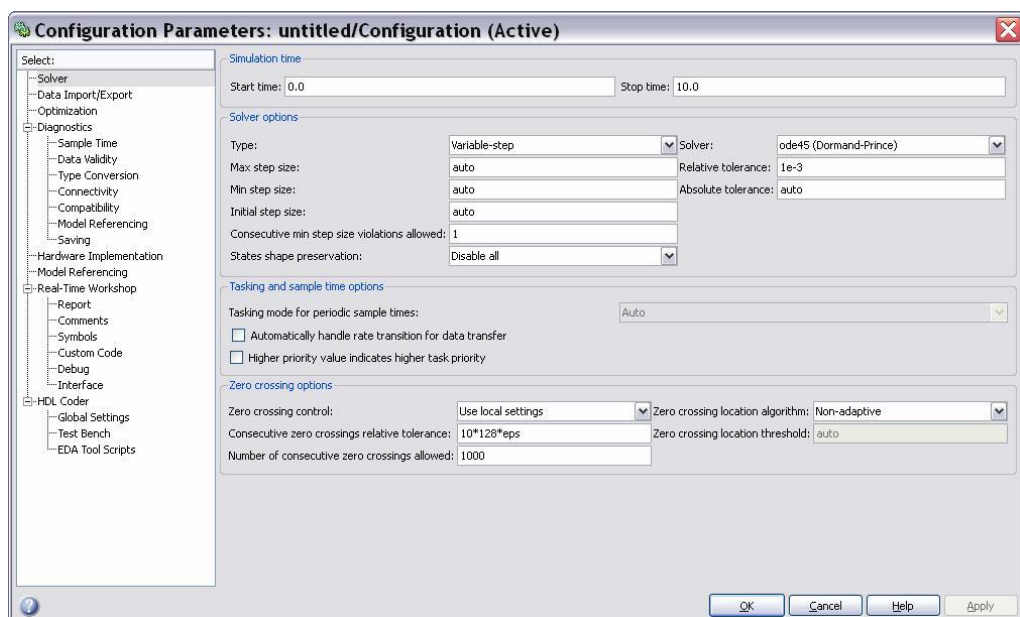 Configuration Parameters: untitled/Configuration (Active)
Select:
Solver
Data Import/Export
Optimization
Diagnostics
Sample Time
Data Validity
Type Conversion
Connectivity
Compatibility
Model Referencing
Saving
Hardware Implementation
Model Referencing
Real-Time Workshop
Report
Comments
Symbols
Custom Code
Debug
Interface
HDL Coder
Global Settings
Test Bench
EDA Tool Scripts
Simulation time
Start time: 0.0 Stop time: 10.0
Solver options
Type: Variable-step Solver: ode45 (Dormand-Prince)
Max step size: auto Relative tolerance: 1e-3
Min step size: auto Absolute tolerance: auto
Initial step size: auto
Consecutive min step size violations allowed: 1
States shape preservation: Disable all
Tasking and sample time options
Tasking mode for periodic sample times: Auto
Automatically handle rate transition for data transfer
Higher priority value indicates higher task priority
Zero crossing options
Zero crossing control: Use local settings Zero crossing location algorithm: Non-adaptive
Consecutive zero crossings relative tolerance: 10*128*eps Zero crossing location threshold: auto
Number of consecutive zero crossings allowed: 1000
? OK Cancel Help Apply